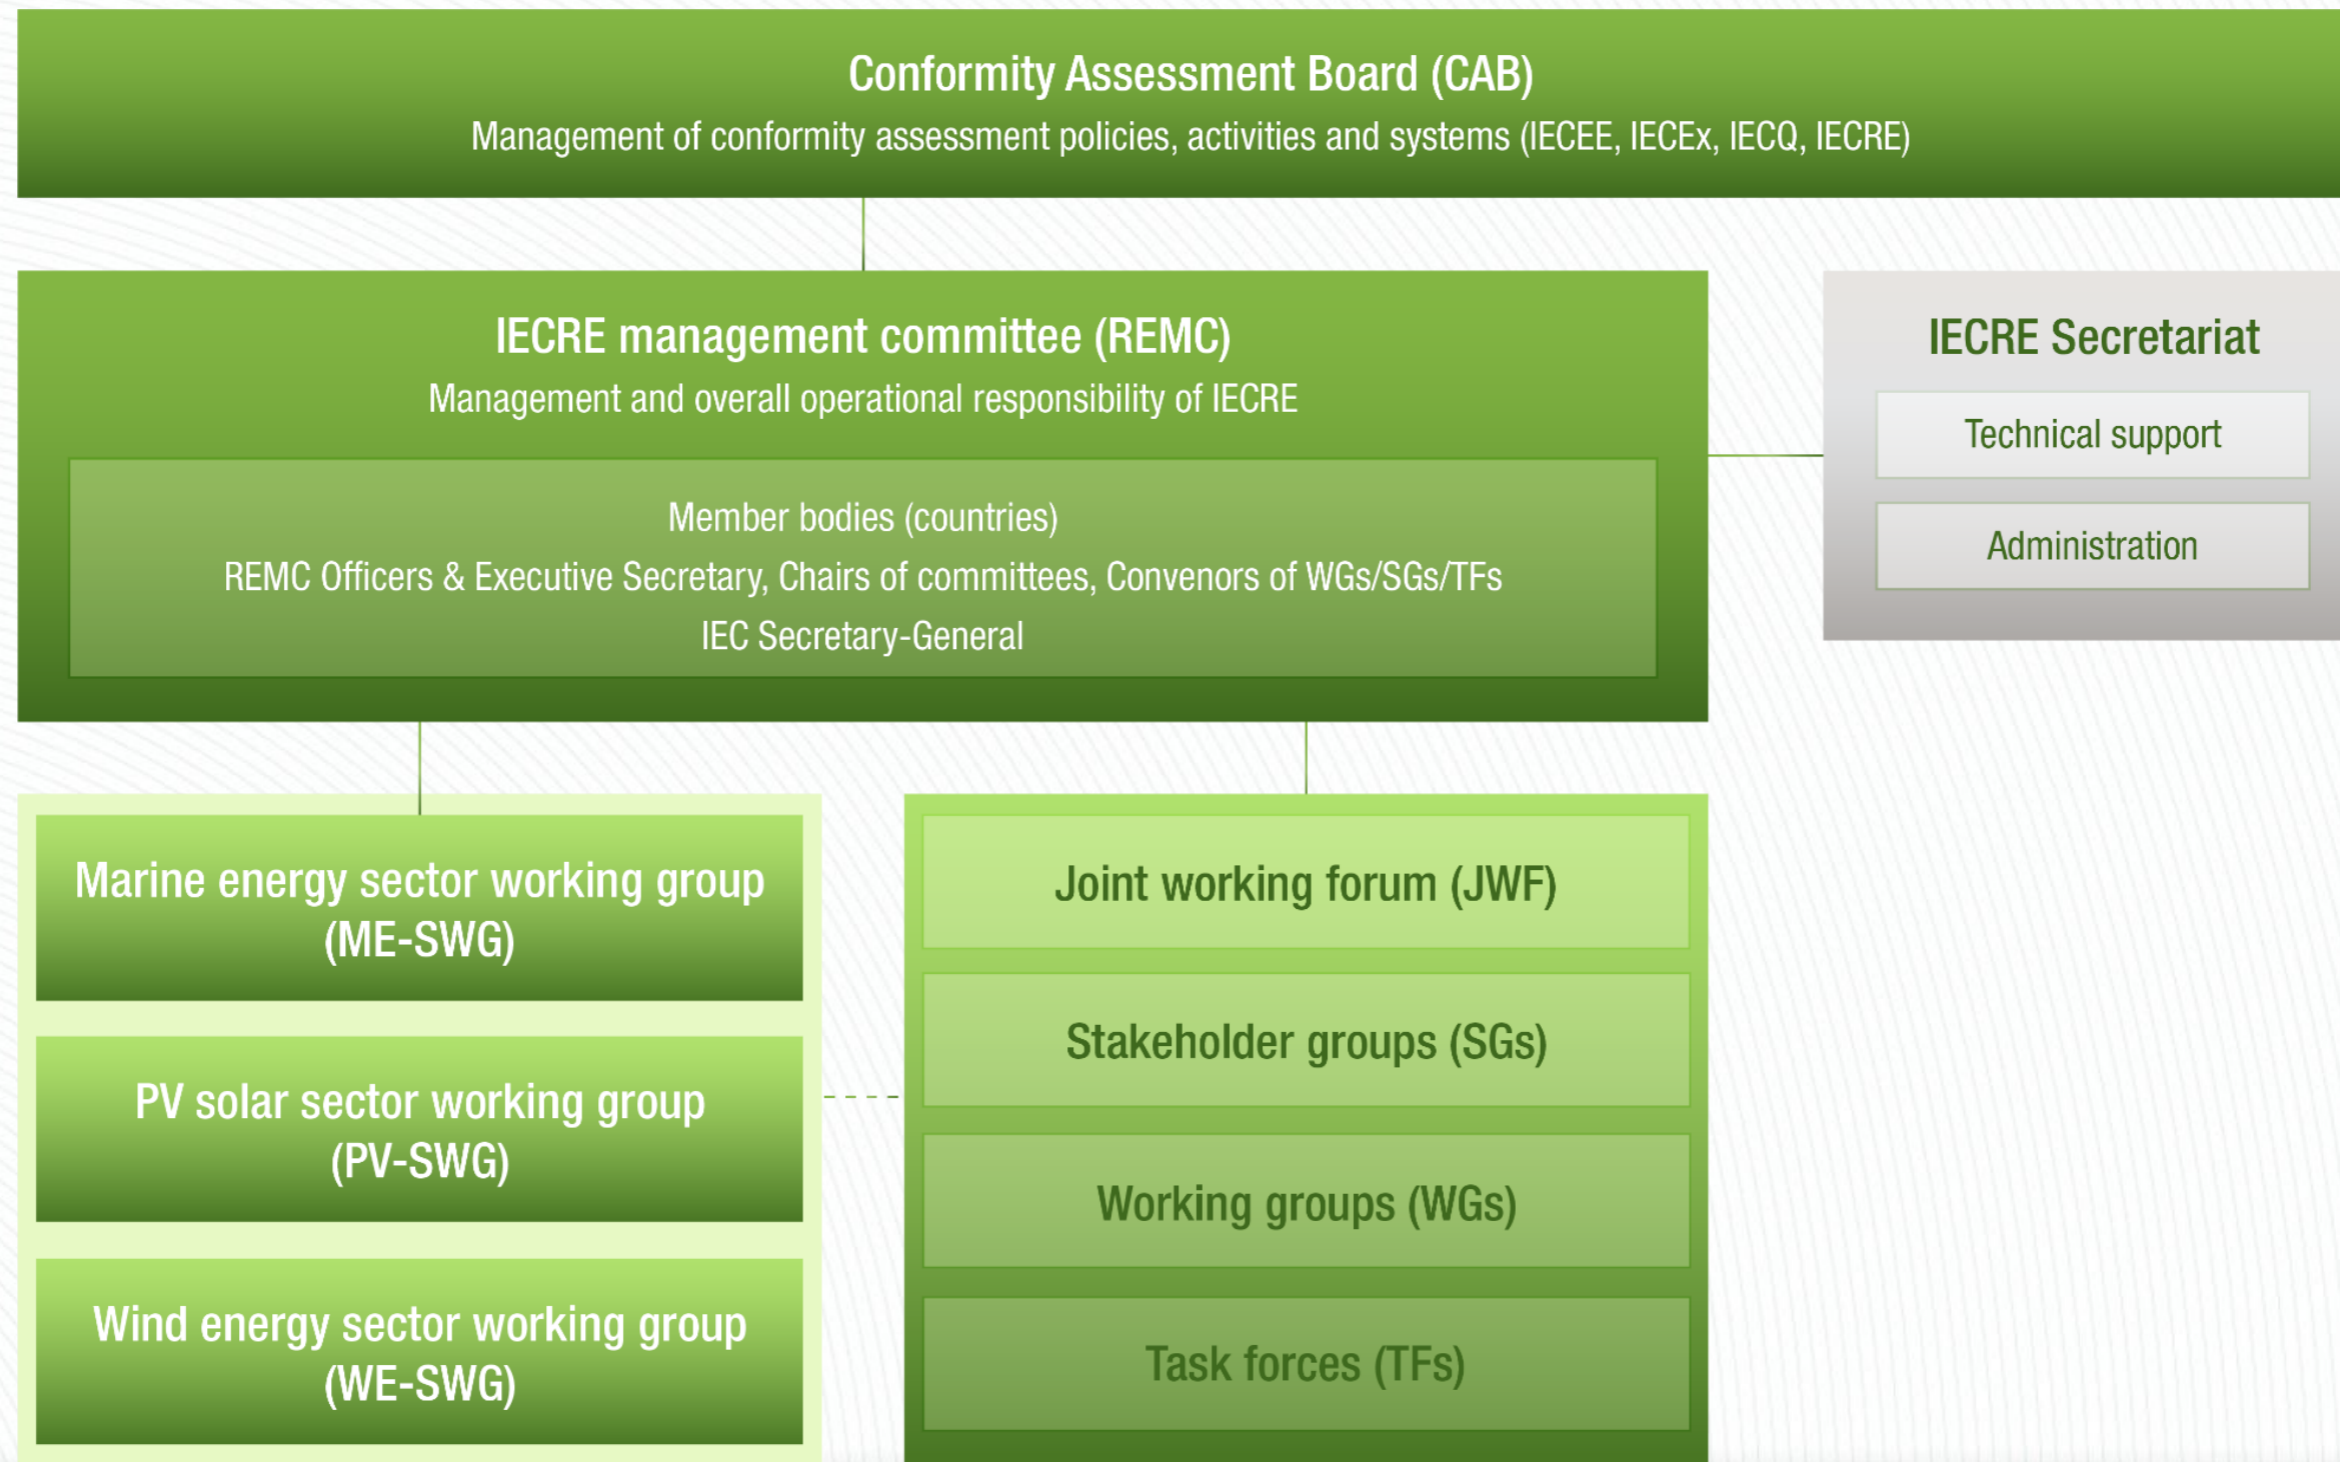 Conformity Assessment Board (CAB)
Management of conformity assessment policies, activities and systems (IECEE, IECEx, IECQ, IECRE)
IECRE management committee (REMC)
Management and overall operational responsibility of IECRE
Member bodies (countries)
REMC Officers & Executive Secretary, Chairs of committees, Convenors of WGs/SGs/TFs
IEC Secretary-General
IECRE Secretariat
Technical support
Administration
Marine energy sector working group
(ME-SWG)
PV solar sector working group
(PV-SWG)
Wind energy sector working group
(WE-SWG)
Joint working forum (JWF)
Stakeholder groups (SGs)
Working groups (WGs)
Task forces (TFs)